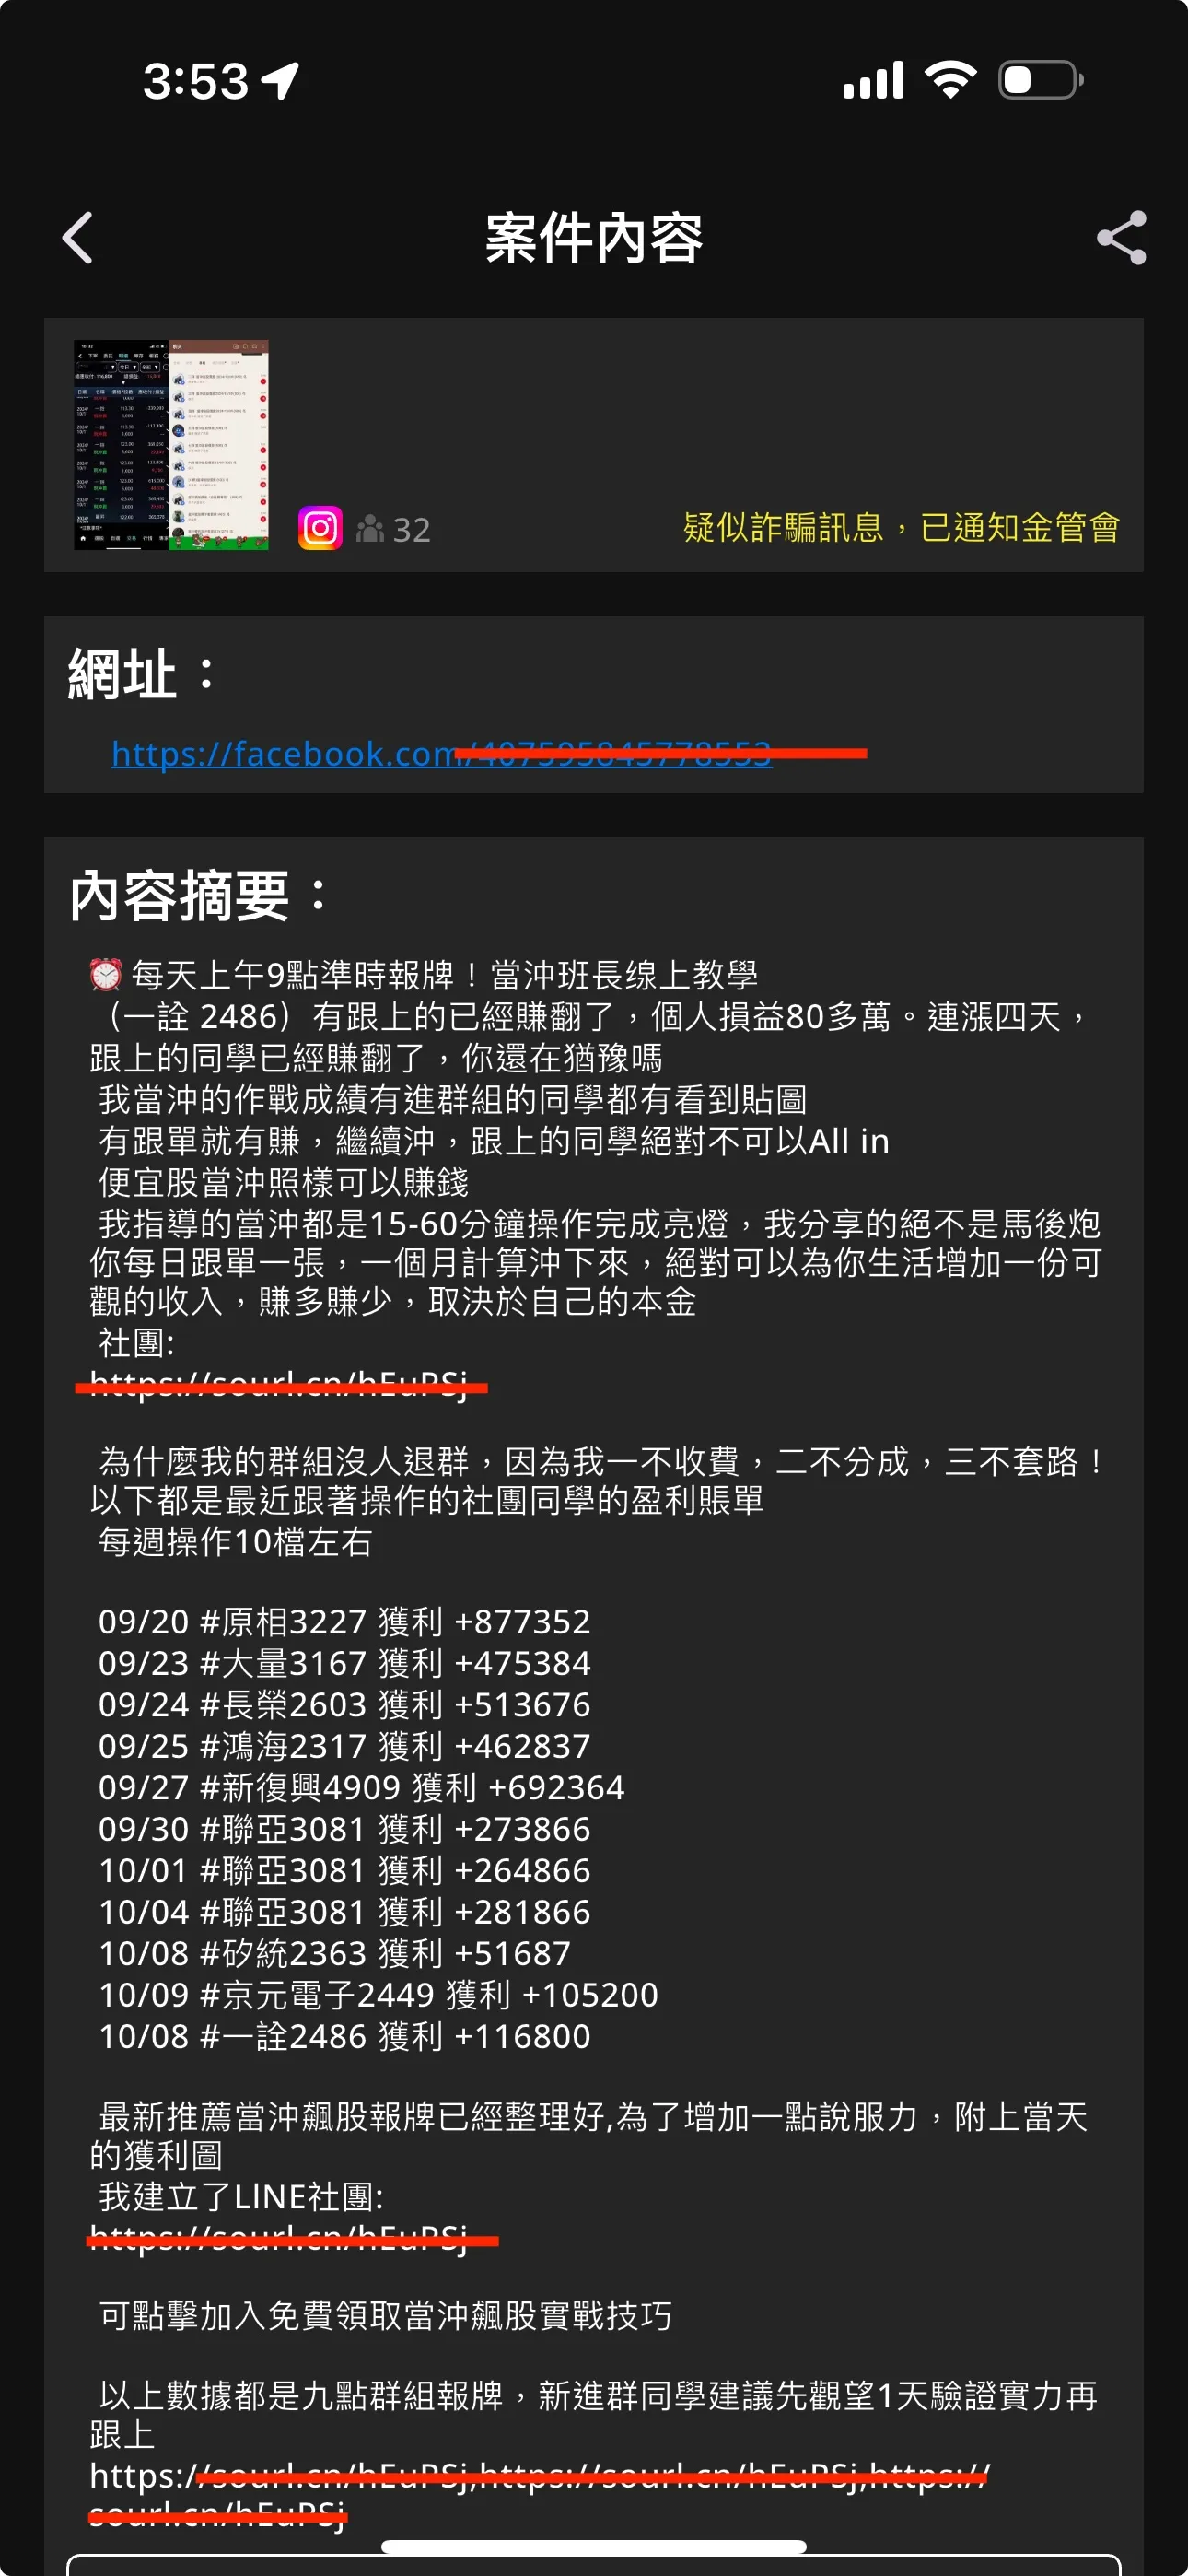 3:53
案件內容
32
疑似詐騙訊息，已通知金管會
網址：
https://facebook.com/407595845778553
內容摘要：
⏰每天上午9點準時報牌！當沖班長线上教學
（一詮 2486）有跟上的已經賺翻了，個人損益80多萬。連漲四天，
跟上的同學已經賺翻了，你還在猶豫嗎
我當沖的作戰成績有進群組的同學都有看到貼圖
有跟單就有賺，繼續沖，跟上的同學絕對不可以All in
便宜股當沖照樣可以賺錢
我指導的當沖都是15-60分鐘操作完成亮燈，我分享的絕不是馬後炮
你每日跟單一張，一個月計算沖下來，絕對可以為你生活增加一份可
觀的收入，賺多賺少，取決於自己的本金
社團:
https://sourl.cn/hEuPSj
為什麼我的群組沒人退群，因為我一不收費，二不分成，三不套路！
以下都是最近跟著操作的社團同學的盈利賬單
每週操作10檔左右
09/20 #原相3227 獲利 +877352
09/23 #大量3167 獲利 +475384
09/24 #長榮2603 獲利 +513676
09/25 #鴻海2317 獲利 +462837
09/27 #新復興4909 獲利 +692364
09/30 #聯亞3081 獲利 +273866
10/01 #聯亞3081 獲利 +264866
10/04 #聯亞3081 獲利 +281866
10/08 #矽統2363 獲利 +51687
10/09 #京元電子2449 獲利 +105200
10/08 #一詮2486 獲利 +116800
最新推薦當沖飆股報牌已經整理好,為了增加一點說服力，附上當天
的獲利圖
我建立了LlNE社團:
https://sourl.cn/hEuPSj
可點擊加入免費領取當沖飆股實戰技巧
以上數據都是九點群組報牌，新進群同學建議先觀望1天驗證實力再
跟上
https://sourl.cn/hEuPSj,https://sourl.cn/hEuPSj,https://
sourl.cn/hEuPSj